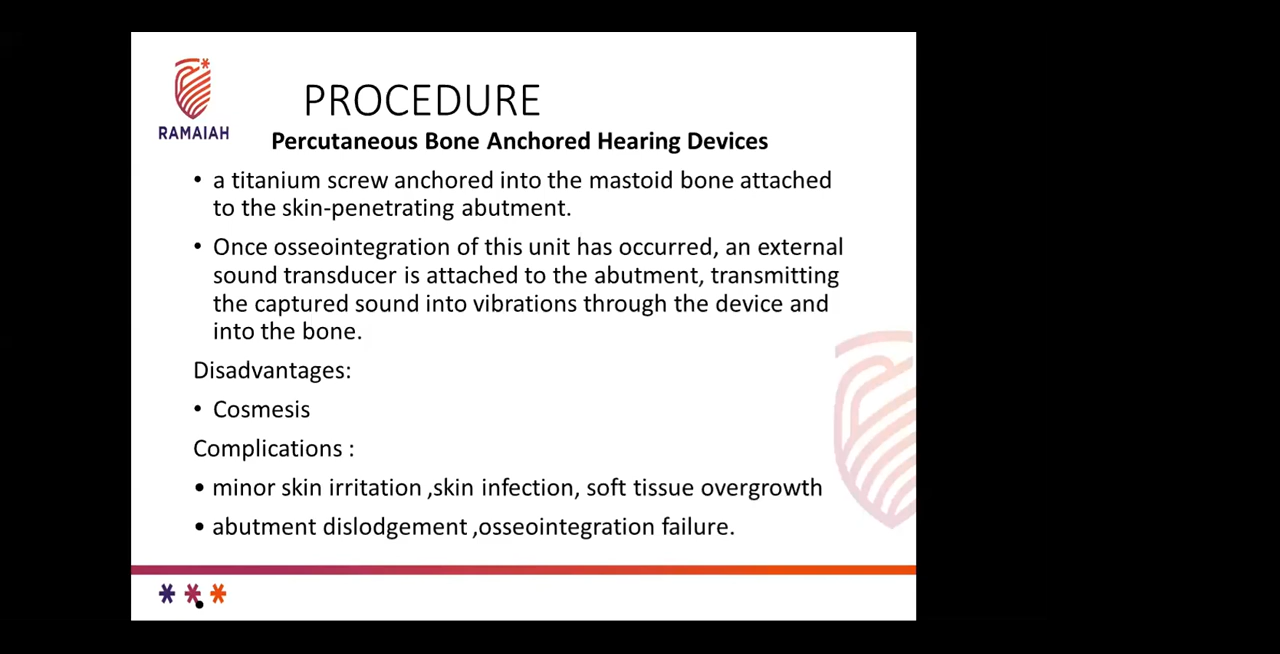 RAMAIAH
PROCEDURE
Percutaneous Bone Anchored Hearing Devices
• a titanium screw anchored into the mastoid bone attached
to the skin-penetrating abutment.
• Once osseointegration of this unit has occurred, an external
sound transducer is attached to the abutment, transmitting
the captured sound into vibrations through the device and
into the bone.
Disadvantages:
• Cosmesis
Complications :
• minor skin irritation ,skin infection, soft tissue overgrowth
• abutment dislodgement ,osseointegration failure.